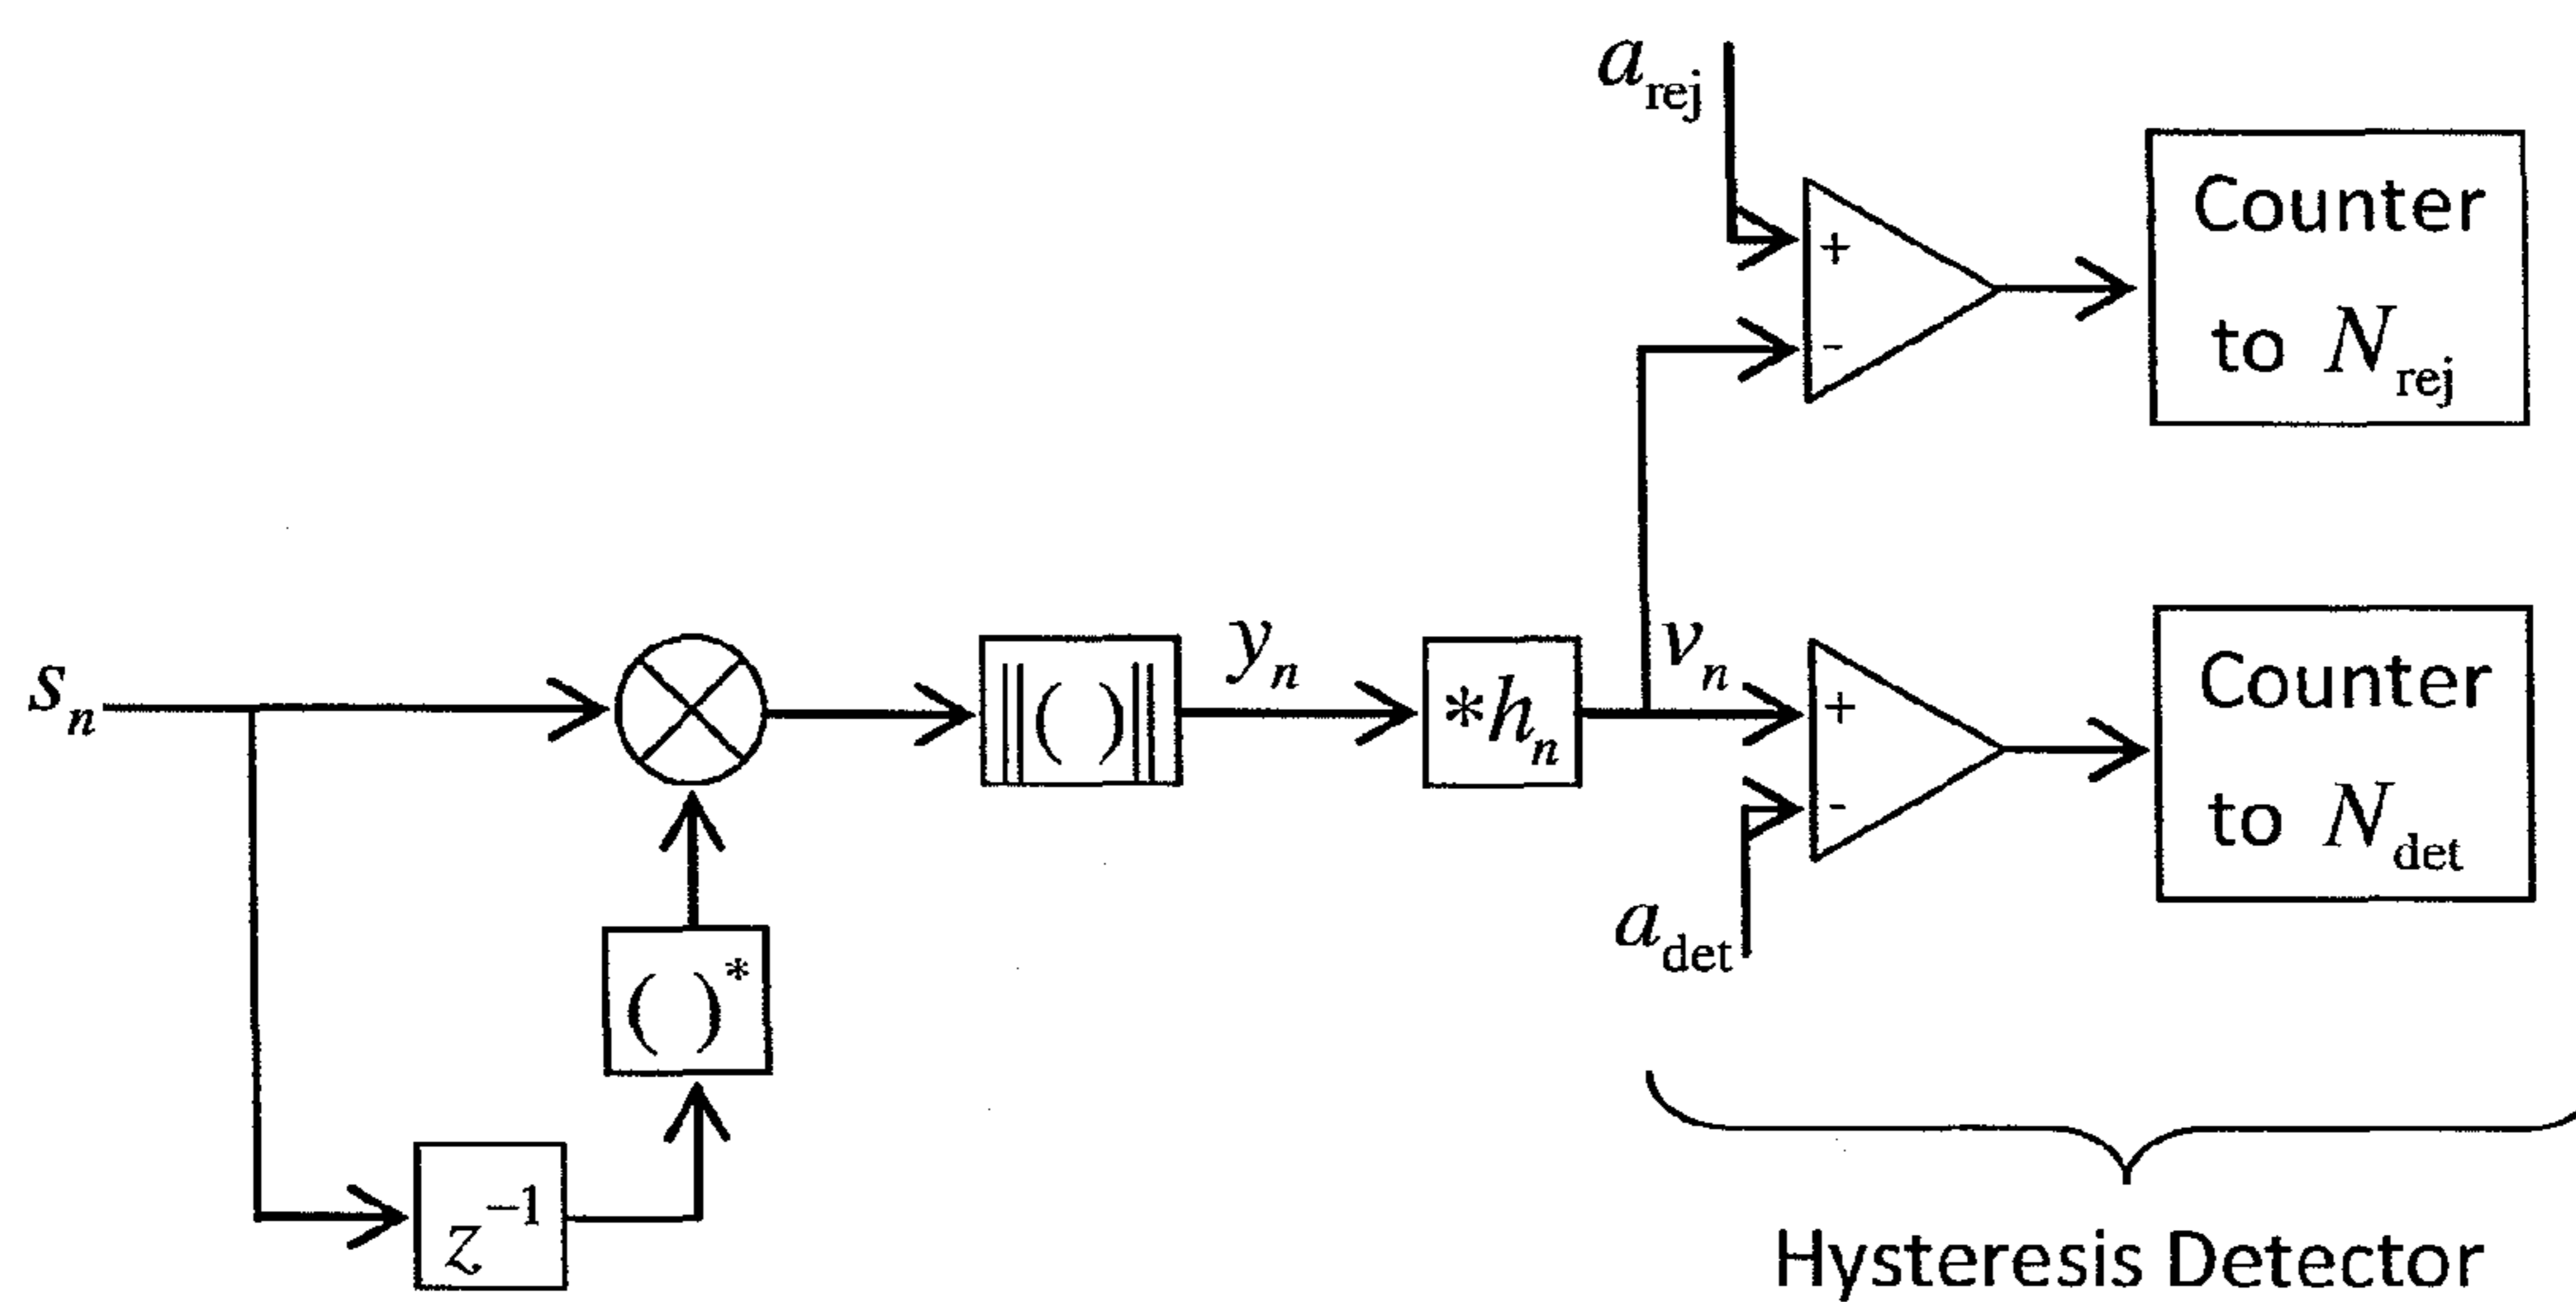 a_rej
+
-
Counter
to N_rej
s_n
‖( )‖
y_n
*h_n
v_n
+
-
Counter
to N_det
a_det
( )*
z^-1
Hysteresis Detector